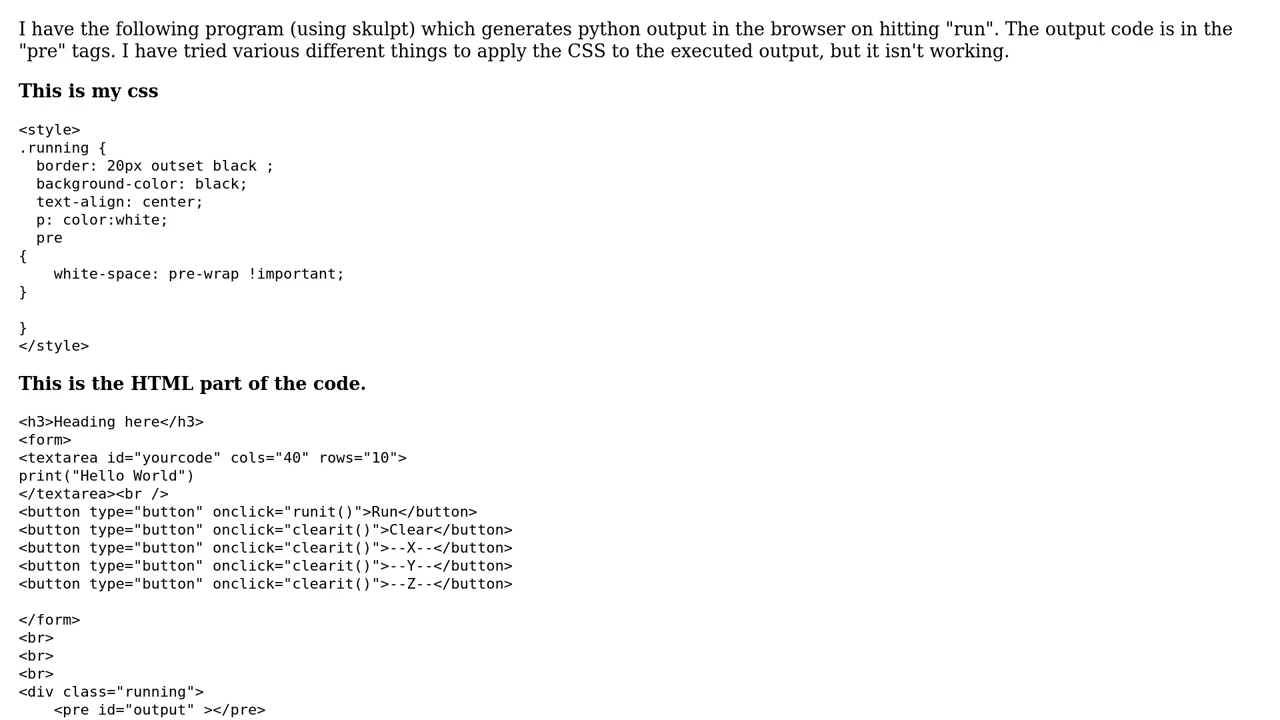 I have the following program (using skulpt) which generates python output in the browser on hitting "run". The output code is in the
"pre" tags. I have tried various different things to apply the CSS to the executed output, but it isn't working.
This is my css
<style>
.running {
  border: 20px outset black ;
  background-color: black;
  text-align: center;
  p: color:white;
  pre
{
    white-space: pre-wrap !important;
}

}
</style>
This is the HTML part of the code.
<h3>Heading here</h3>
<form>
<textarea id="yourcode" cols="40" rows="10">
print("Hello World")
</textarea><br />
<button type="button" onclick="runit()">Run</button>
<button type="button" onclick="clearit()">Clear</button>
<button type="button" onclick="clearit()">--X--</button>
<button type="button" onclick="clearit()">--Y--</button>
<button type="button" onclick="clearit()">--Z--</button>

</form>
<br>
<br>
<br>
<div class="running">
    <pre id="output" ></pre>